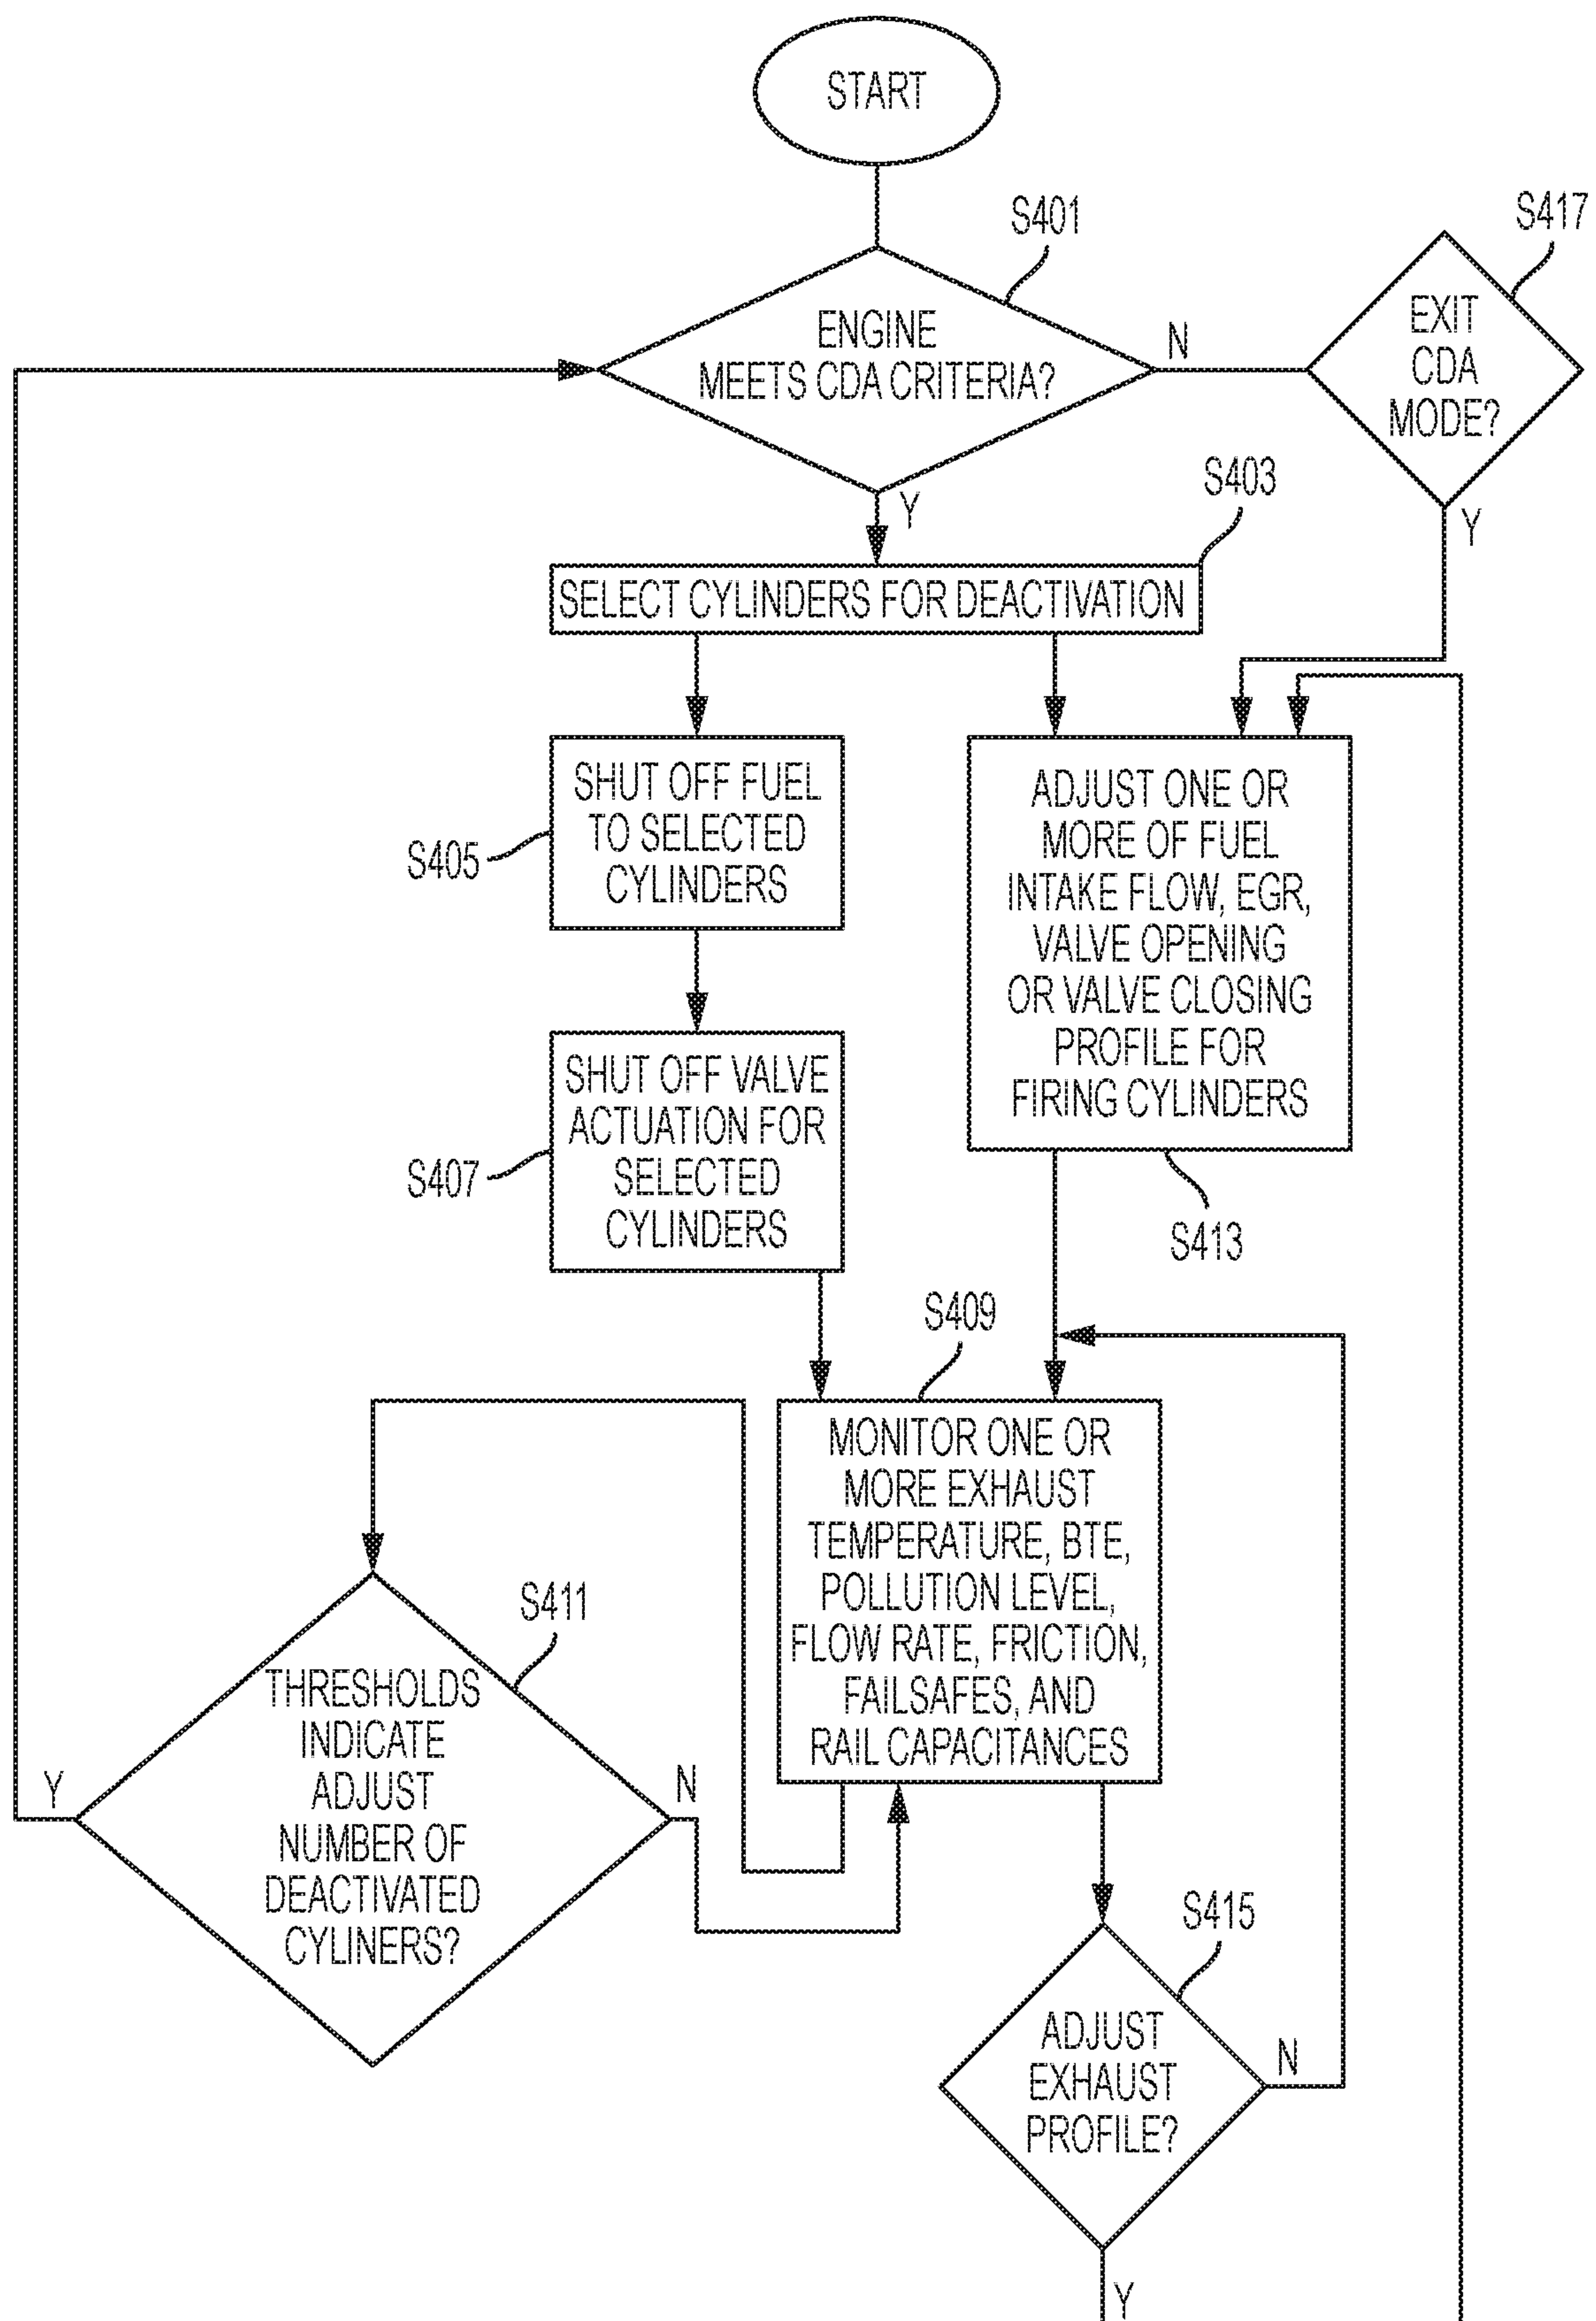 START
S401
S417
ENGINE
MEETS CDA CRITERIA?
N
EXIT
CDA
MODE?
Y
Y
S403
SELECT CYLINDERS FOR DEACTIVATION
SHUT OFF FUEL
TO SELECTED
CYLINDERS
S405
ADJUST ONE OR
MORE OF FUEL
INTAKE FLOW, EGR,
VALVE OPENING
OR VALVE CLOSING
PROFILE FOR
FIRING CYLINDERS
S413
SHUT OFF VALVE
ACTUATION FOR
SELECTED
CYLINDERS
S407
S409
MONITOR ONE OR
MORE EXHAUST
TEMPERATURE, BTE,
POLLUTION LEVEL,
FLOW RATE, FRICTION,
FAILSAFES, AND
RAIL CAPACITANCES
S411
THRESHOLDS
INDICATE
ADJUST
NUMBER OF
DEACTIVATED
CYLINERS?
Y
N
S415
ADJUST
EXHAUST
PROFILE?
N
Y